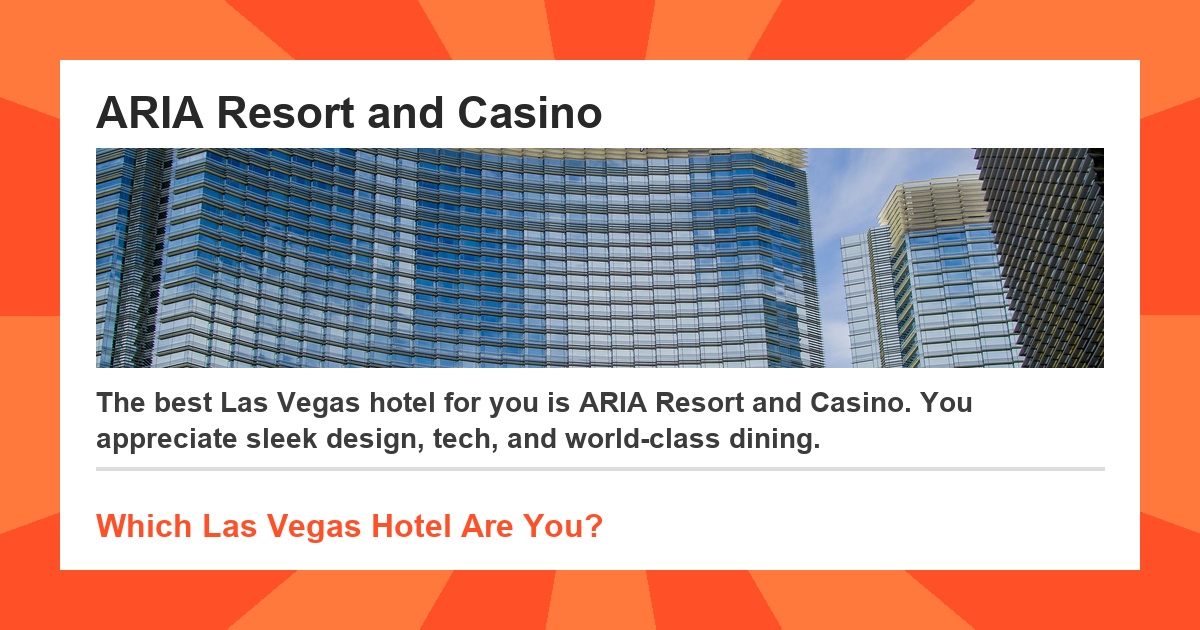 ARIA Resort and Casino
The best Las Vegas hotel for you is ARIA Resort and Casino. You
appreciate sleek design, tech, and world-class dining.
Which Las Vegas Hotel Are You?